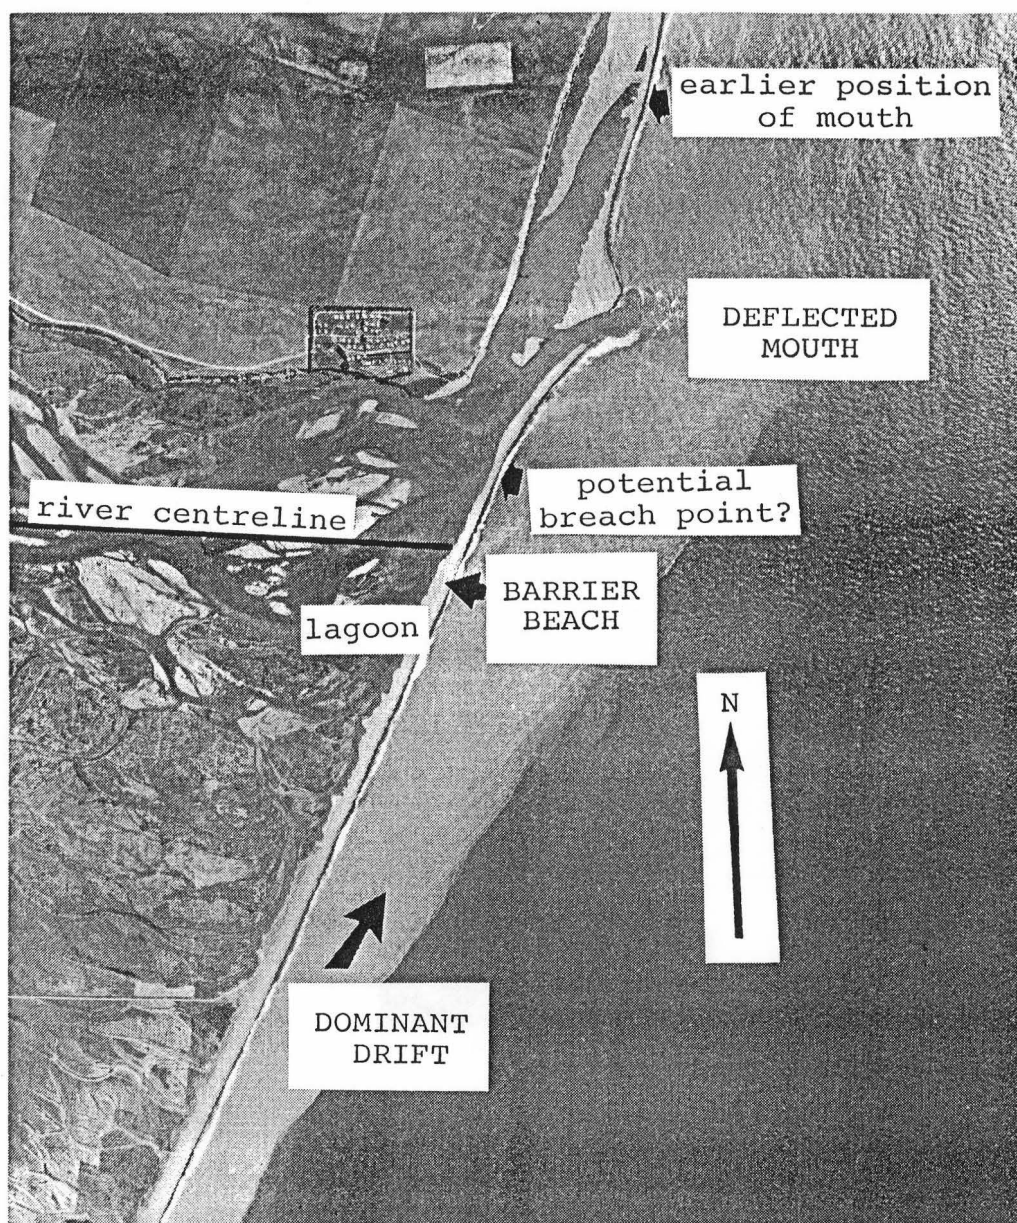 earlier position
of mouth
DEFLECTED
MOUTH
potential
breach point?
river centreline
BARRIER
BEACH
lagoon
N
DOMINANT
DRIFT